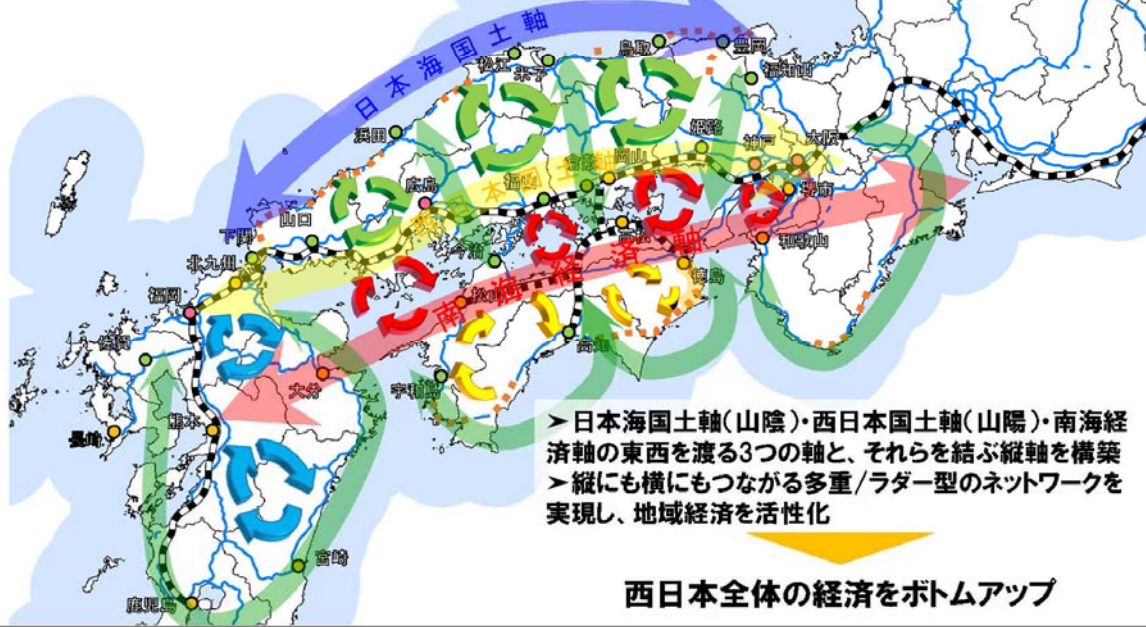 日本海国土軸
鳥取
豊岡
松江
米子
福知山
浜田
姫路
神戸
大阪
広島
福山
倉敷
岡山
西日本国土軸
堺市
山口
下関
今治
高松
和歌山
北九州
南海経済軸
徳島
福岡
松山
佐賀
高知
大分
宇和島
熊本
長崎
宮崎
鹿児島
➤日本海国土軸(山陰)・西日本国土軸(山陽)・南海経
済軸の東西を渡る3つの軸と、それらを結ぶ縦軸を構築
➤縦にも横にもつながる多重/ラダー型のネットワークを
実現し、地域経済を活性化
西日本全体の経済をボトムアップ